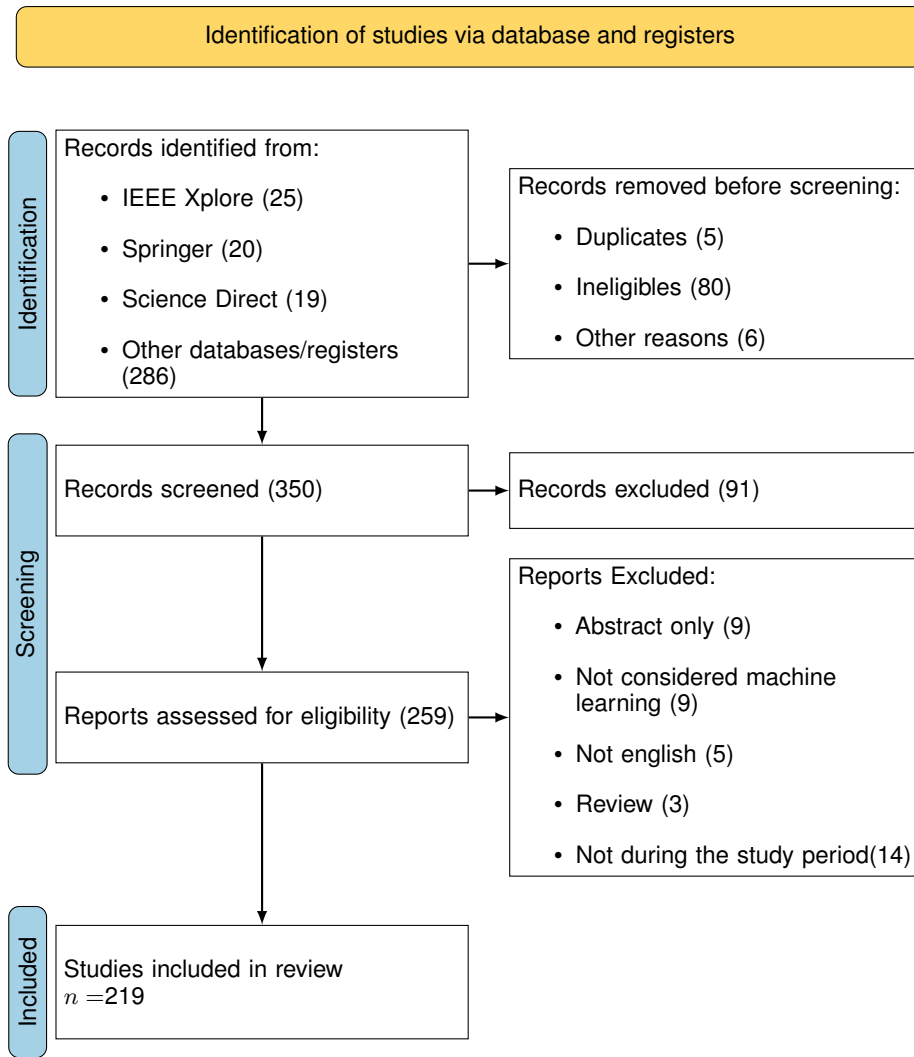 Identification of studies via database and registers
Identification
Records identified from:
• IEEE Xplore (25)
• Springer (20)
• Science Direct (19)
• Other databases/registers
(286)
Records removed before screening:
• Duplicates (5)
• Ineligibles (80)
• Other reasons (6)
Screening
Records screened (350)
Records excluded (91)
Reports assessed for eligibility (259)
Reports Excluded:
• Abstract only (9)
• Not considered machine
learning (9)
• Not english (5)
• Review (3)
• Not during the study period(14)
Included
Studies included in review
n =219